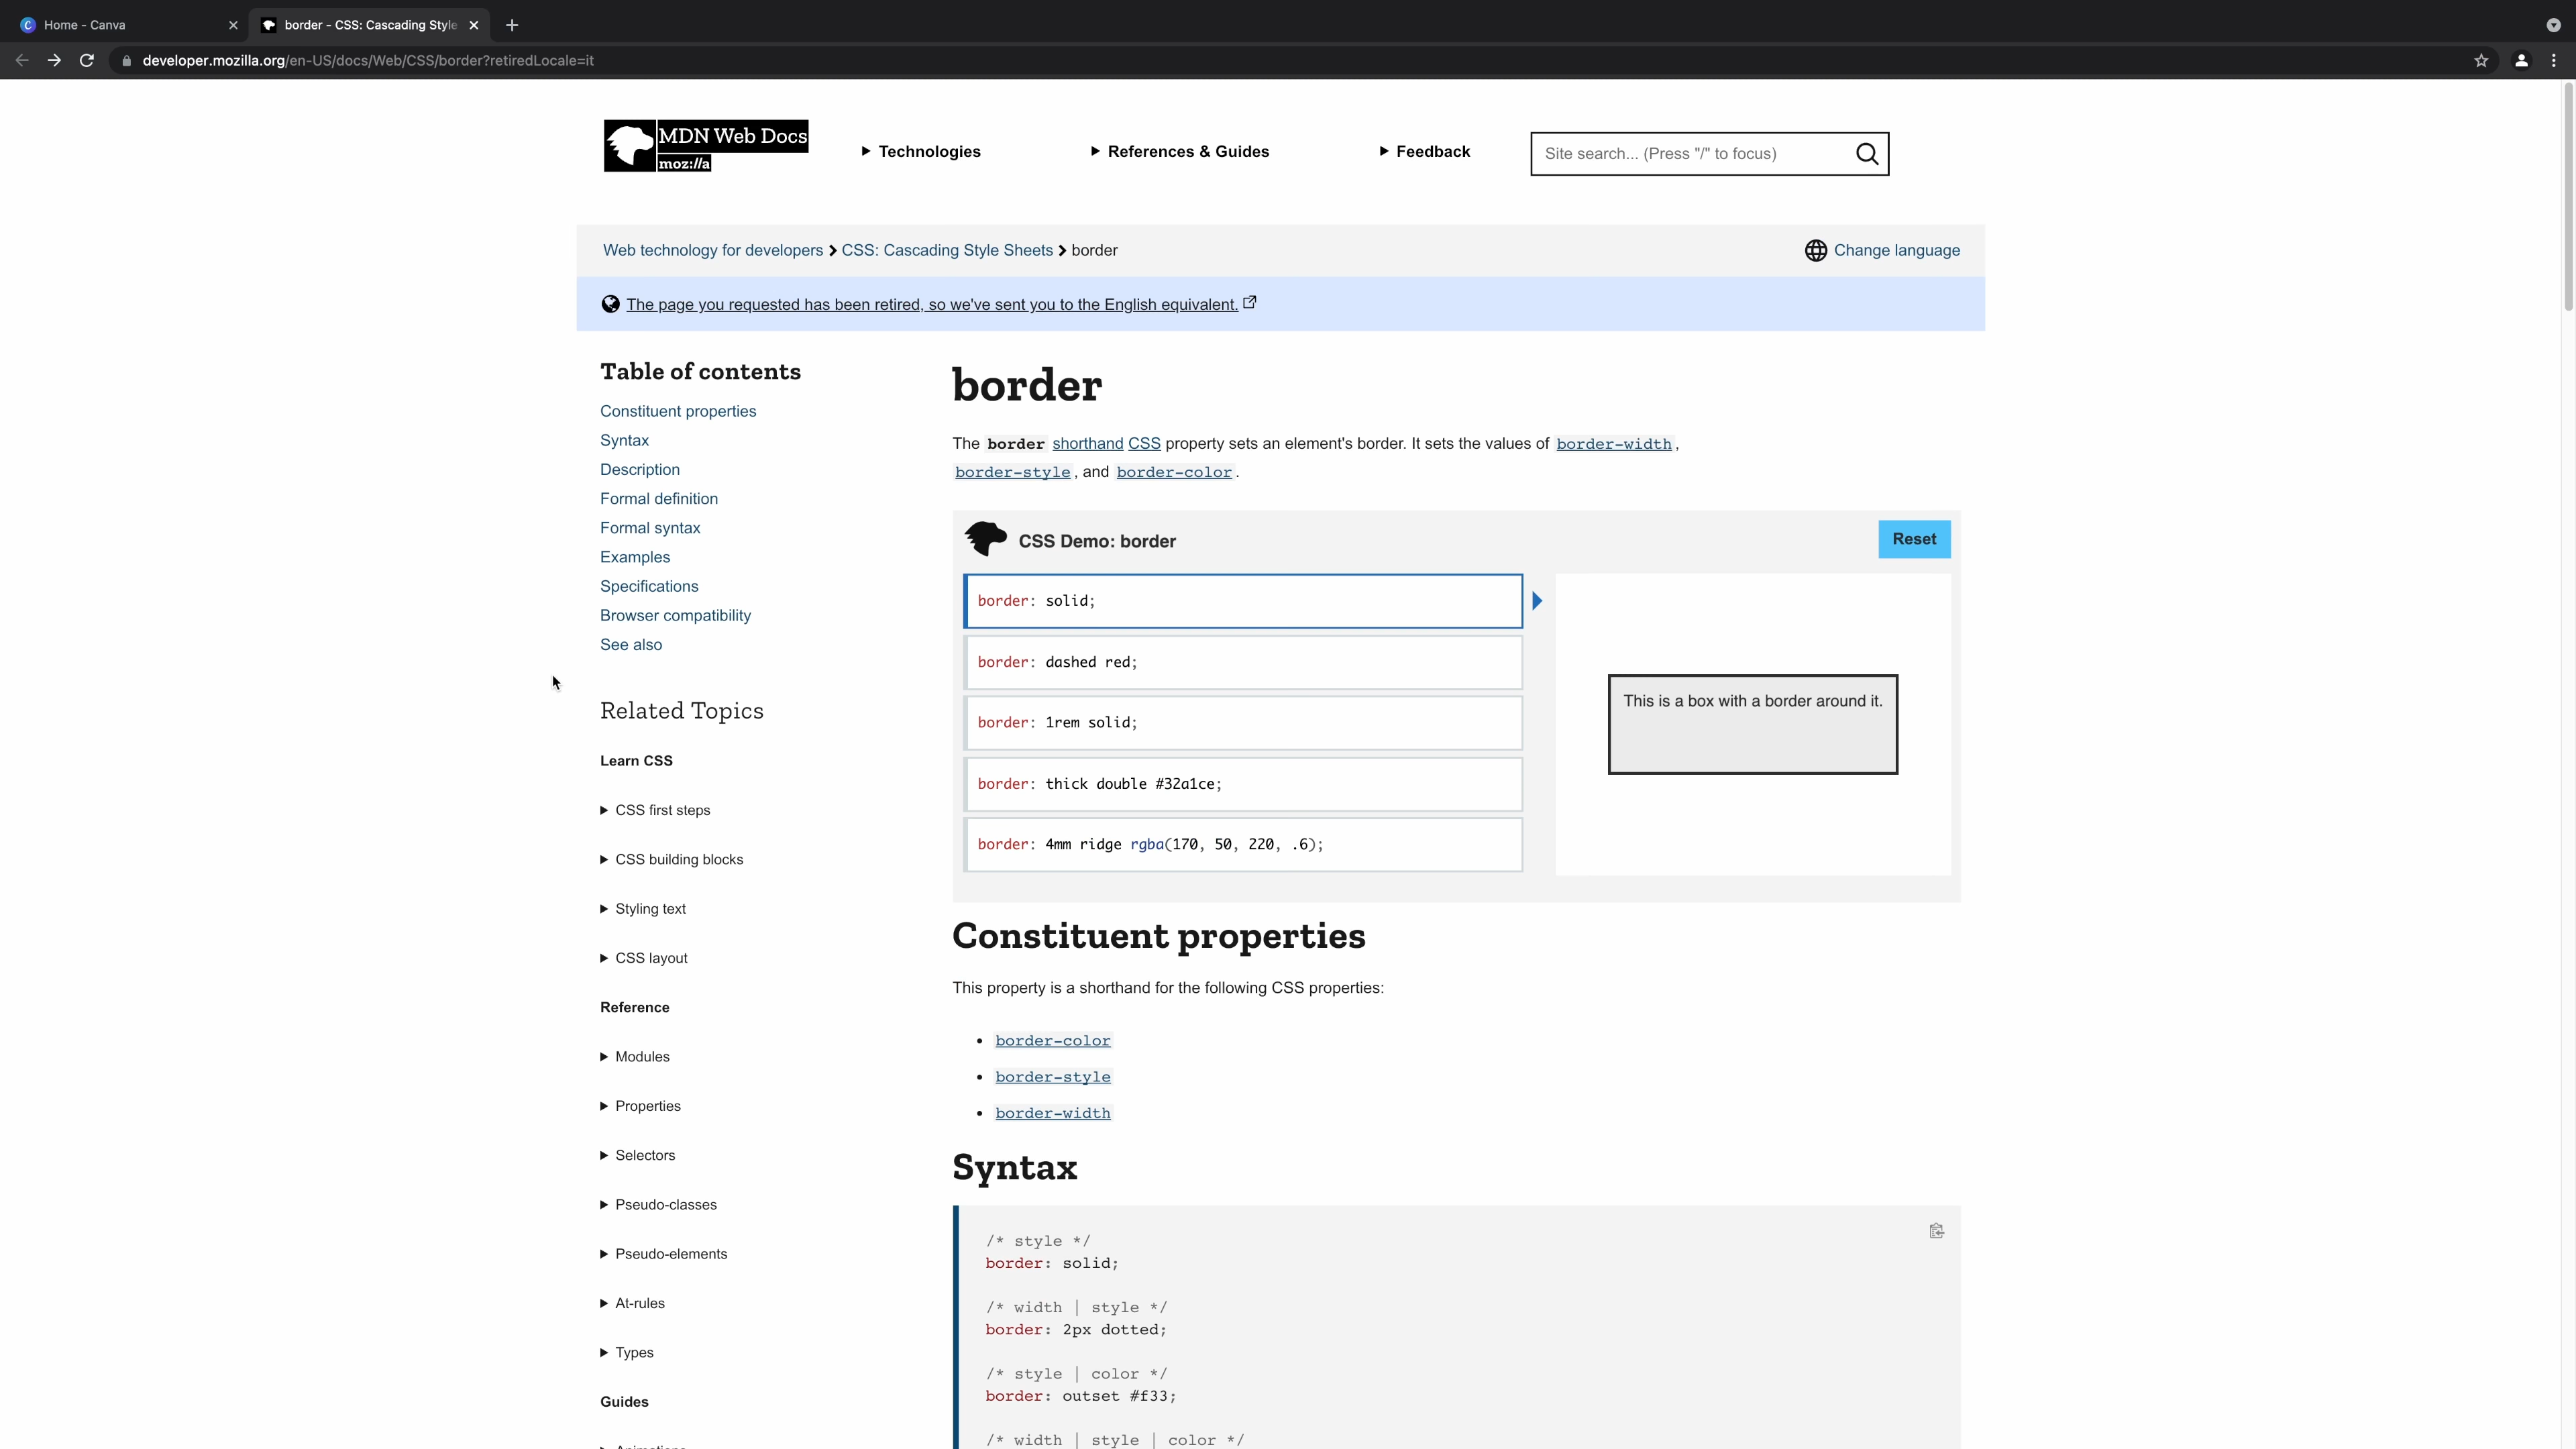 Home - Canva
border - CSS: Cascading Style
developer.mozilla.org/en-US/docs/Web/CSS/border?retiredLocale=it
MDN Web Docs
moz://a
Technologies
References & Guides
Feedback
Site search... (Press "/" to focus)
Web technology for developers
CSS: Cascading Style Sheets
border
Change language
The page you requested has been retired, so we've sent you to the English equivalent.
Table of contents
Constituent properties
Syntax
Description
Formal definition
Formal syntax
Examples
Specifications
Browser compatibility
See also
Related Topics
Learn CSS
CSS first steps
CSS building blocks
Styling text
CSS layout
Reference
Modules
Properties
Selectors
Pseudo-classes
Pseudo-elements
At-rules
Types
Guides
border
The border shorthand CSS property sets an element's border. It sets the values of border-width,
border-style, and border-color.
CSS Demo: border
Reset
border: solid;
border: dashed red;
border: 1rem solid;
border: thick double #32a1ce;
border: 4mm ridge rgba(170, 50, 220, .6);
This is a box with a border around it.
Constituent properties
This property is a shorthand for the following CSS properties:
border-color
border-style
border-width
Syntax
/* style */
border: solid;
/* width | style */
border: 2px dotted;
/* style | color */
border: outset #f33;
/* width | style | color */